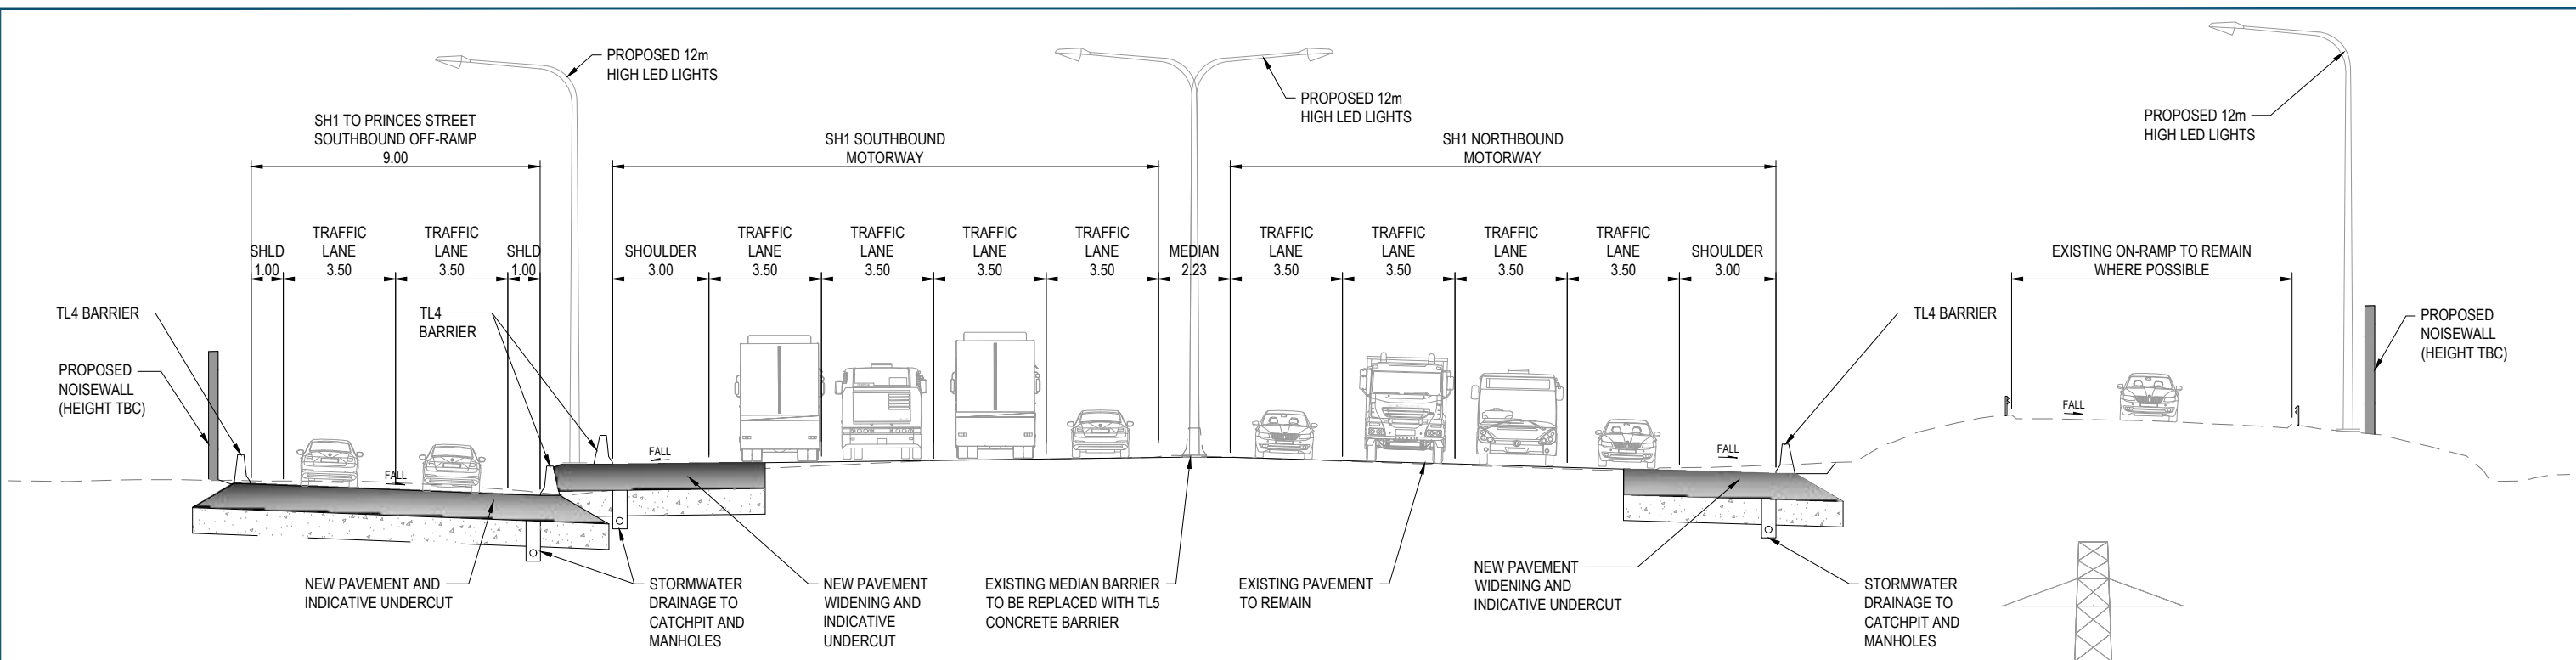 PROPOSED 12m
HIGH LED LIGHTS
PROPOSED 12m
HIGH LED LIGHTS
PROPOSED 12m
HIGH LED LIGHTS
SH1 TO PRINCES STREET
SOUTHBOUND OFF-RAMP
9.00
SH1 SOUTHBOUND
MOTORWAY
SH1 NORTHBOUND
MOTORWAY
SHLD
1.00
TRAFFIC
LANE
3.50
TRAFFIC
LANE
3.50
SHLD
1.00
SHOULDER
3.00
TRAFFIC
LANE
3.50
TRAFFIC
LANE
3.50
TRAFFIC
LANE
3.50
TRAFFIC
LANE
3.50
MEDIAN
2.23
TRAFFIC
LANE
3.50
TRAFFIC
LANE
3.50
TRAFFIC
LANE
3.50
TRAFFIC
LANE
3.50
SHOULDER
3.00
EXISTING ON-RAMP TO REMAIN
WHERE POSSIBLE
TL4 BARRIER
TL4
BARRIER
TL4 BARRIER
PROPOSED
NOISEWALL
(HEIGHT TBC)
PROPOSED
NOISEWALL
(HEIGHT TBC)
FALL
FALL
FALL
FALL
NEW PAVEMENT AND
INDICATIVE UNDERCUT
STORMWATER
DRAINAGE TO
CATCHPIT AND
MANHOLES
NEW PAVEMENT
WIDENING AND
INDICATIVE
UNDERCUT
EXISTING MEDIAN BARRIER
TO BE REPLACED WITH TL5
CONCRETE BARRIER
EXISTING PAVEMENT
TO REMAIN
NEW PAVEMENT
WIDENING AND
INDICATIVE UNDERCUT
STORMWATER
DRAINAGE TO
CATCHPIT AND
MANHOLES